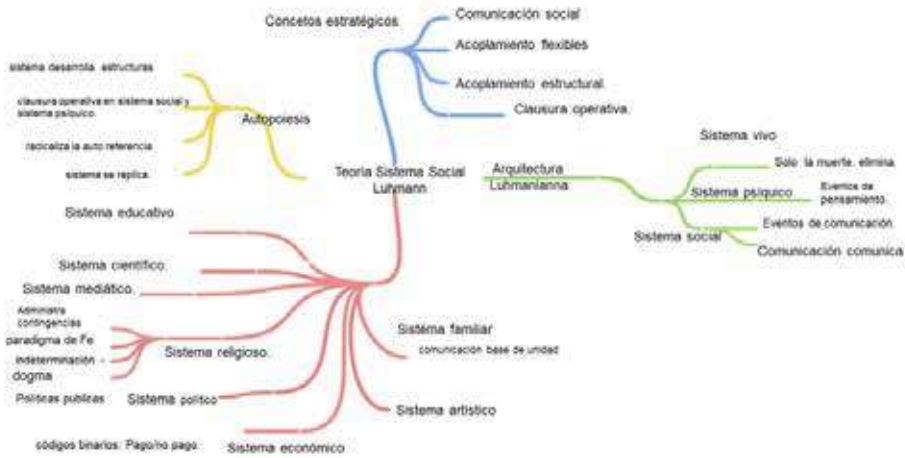 Concetos estratégicos
Comunicación social
Acoplamiento flexibles
Acoplamiento estructural.
Clausura operativa.
sistema desarrolla estructuras
clausura operativa en sistema social y
sistema psíquico.
radicaliza la auto referencia
sistema se replica.
Autopoiesis
Teoría Sistema Social
Luhmann
Arquitectura
Luhmanianna
Sistema vivo
Solo la muerte. elimina
Sistema psíquico
Eventos de
pensamiento.
Sistema social
Eventos de comunicación.
Comunicación comunica
Sistema educativo
Sistema científico.
Sistema mediático.
Administra
contingencias
paradigma de Fe
Indeterminación -
dogma
Sistema religioso.
Políticas publicas
Sistema político
códigos binarios: Pago/no pago
Sistema económico
Sistema familiar
comunicación base de unidad
Sistema artístico